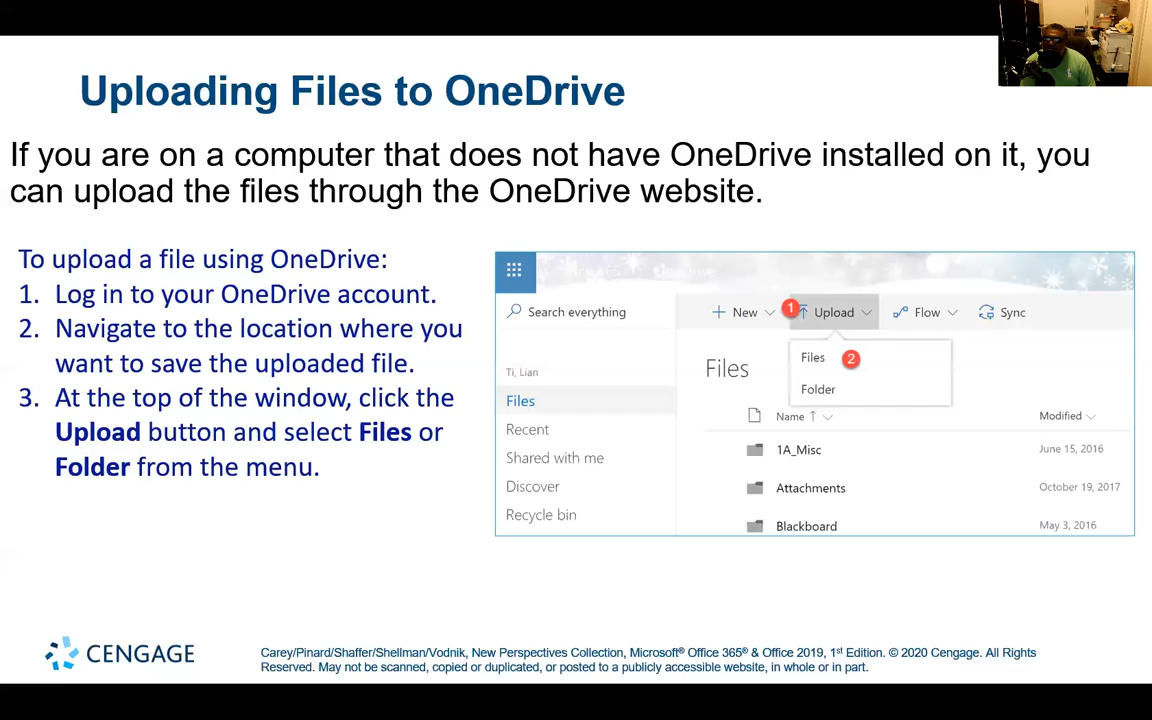 Uploading Files to OneDrive
If you are on a computer that does not have OneDrive installed on it, you
can upload the files through the OneDrive website.
To upload a file using OneDrive:
1. Log in to your OneDrive account.
2. Navigate to the location where you
want to save the uploaded file.
3. At the top of the window, click the
Upload button and select Files or
Folder from the menu.
Search everything
New
1
Upload
Flow
Sync
Files
2
Folder
Ti, Lian
Files
Files
Recent
Shared with me
Discover
Recycle bin
Name
Modified
1A_Misc
June 15, 2016
Attachments
October 19, 2017
Blackboard
May 3, 2016
CENGAGE
Carey/Pinard/Shaffer/Shellman/Vodnik, New Perspectives Collection, Microsoft® Office 365® & Office 2019, 1st Edition. © 2020 Cengage. All Rights
Reserved. May not be scanned, copied or duplicated, or posted to a publicly accessible website, in whole or in part.